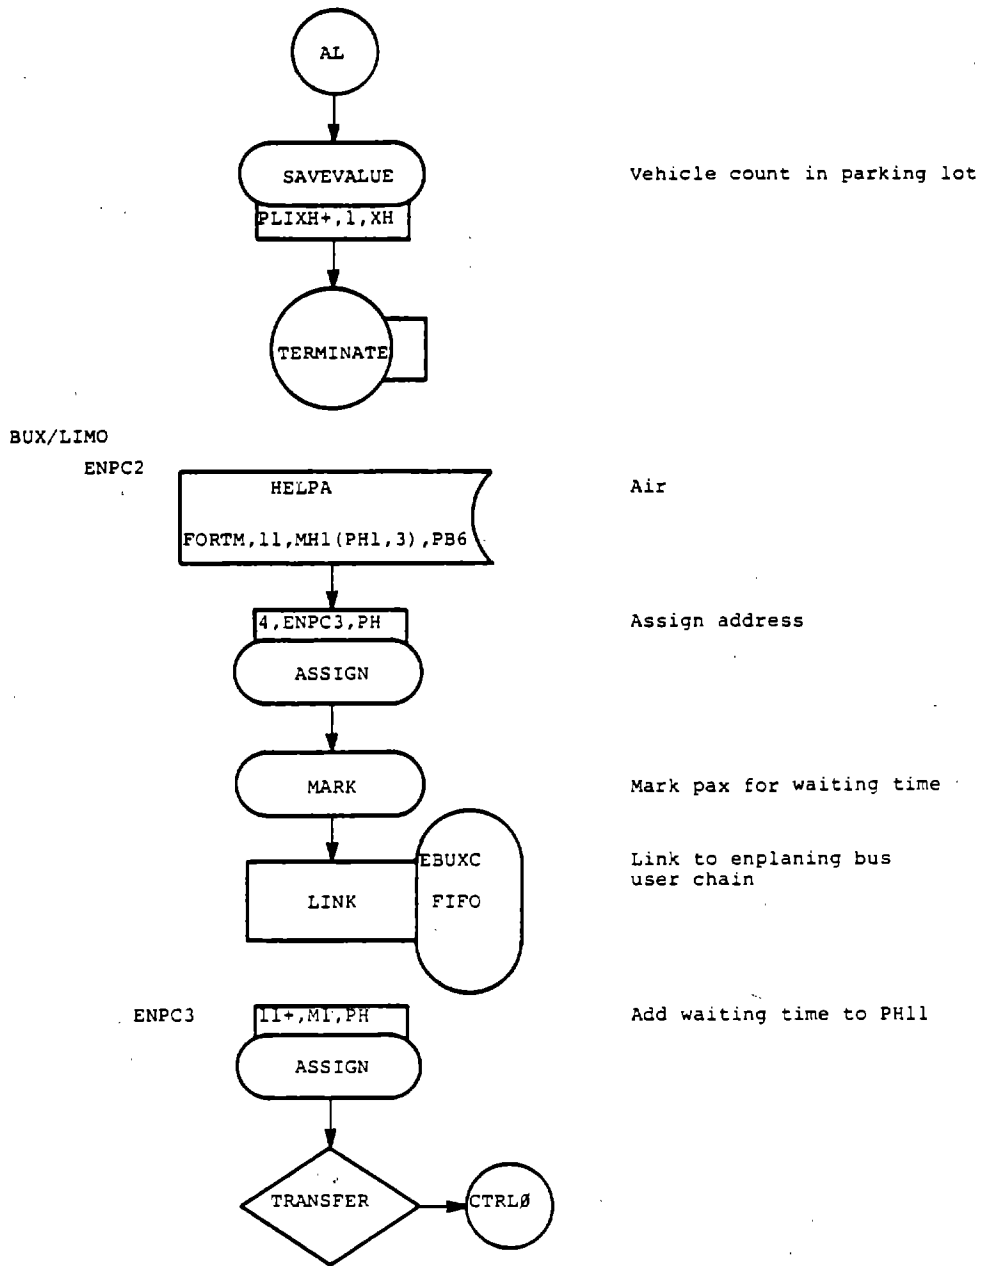 AL
SAVEVALUE
Vehicle count in parking lot
PLIXH+,1,XH
TERMINATE
BUX/LIMO
ENPC2
HELPA
Air
FORTM,11,MH1(PH1,3),PB6
4,ENPC3,PH
Assign address
ASSIGN
MARK
Mark pax for waiting time
EBUXC
Link to enplaning bus
user chain
LINK
FIFO
ENPC3
11+,M1,PH
Add waiting time to PH11
ASSIGN
TRANSFER
CTRLØ